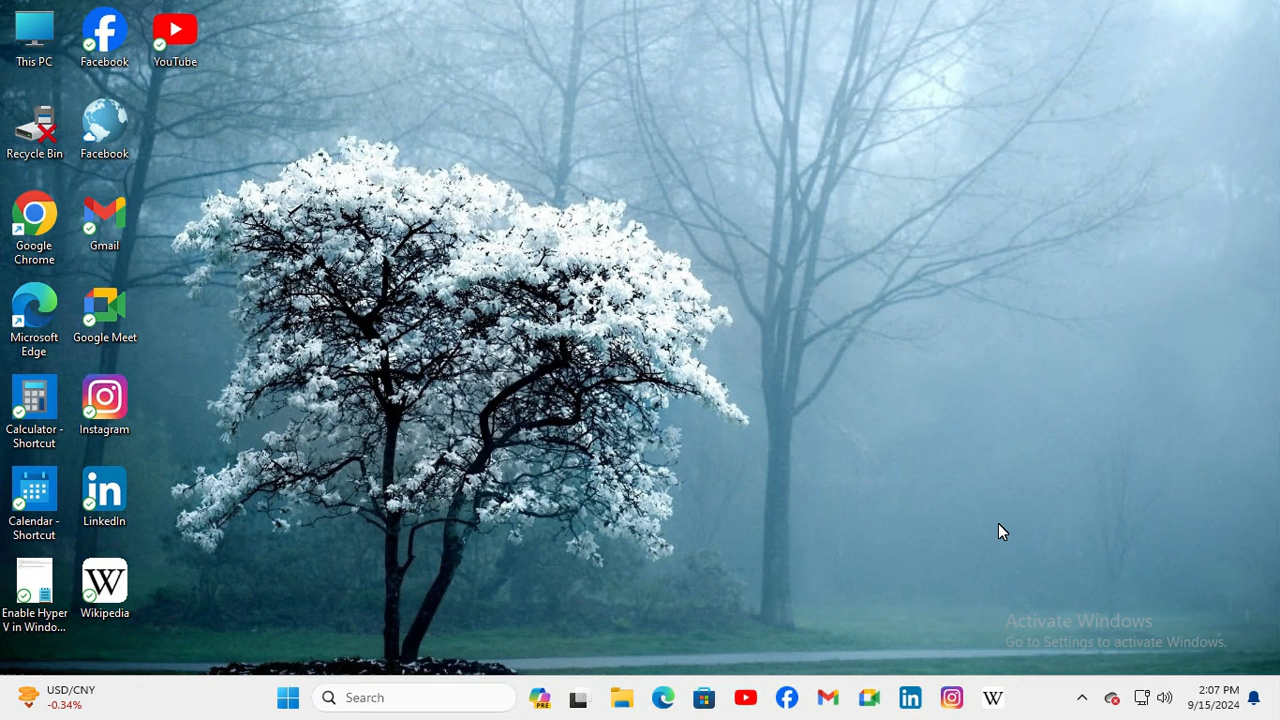 This PC
Facebook
YouTube
Recycle Bin
Facebook
Google
Chrome
Gmail
Microsoft
Edge
Google Meet
Calculator -
Shortcut
Instagram
Calendar -
Shortcut
LinkedIn
Enable Hyper
V in Windo...
Wikipedia
Activate Windows
Go to Settings to activate Windows.
USD/CNY
-0.34%
Search
PRE
2:07 PM
9/15/2024